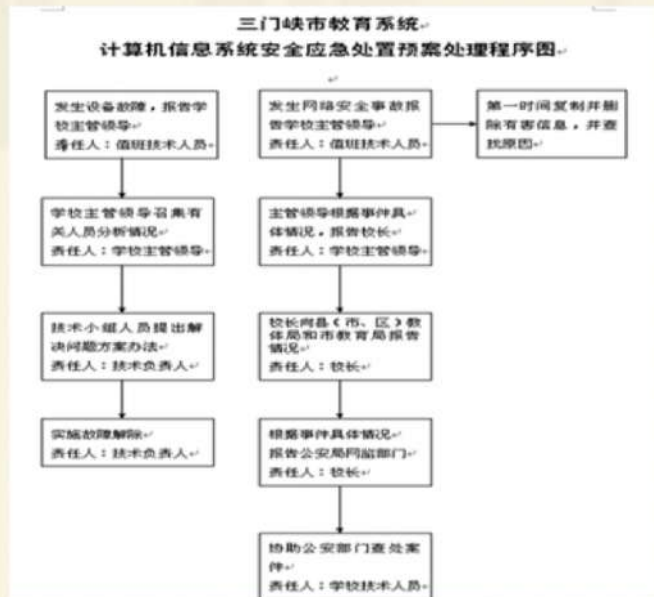 三门峡市教育系统
计算机信息系统安全应急处置预案处理程序图
发生设备故障，报告学
校主管领导
责任人：值班技术人员
学校主管领导召集有
关人员分析情况
责任人：学校主管领导
技术小组人员提出解
决问题方案办法
责任人：技术负责人
实施故障解除
责任人：技术负责人
发生网络安全事故报
告学校主管领导
责任人：值班技术人员
主管领导根据事件具
体情况，报告校长
责任人：学校主管领导
校长向县（市、区）教
体局和市教育局报告
情况
责任人：校长
根据事件具体情况
报告公安局网监部门
责任人：校长
协助公安部门查处案
件
责任人：学校技术人员
第一时间复制并删
除有害信息，并查
找原因